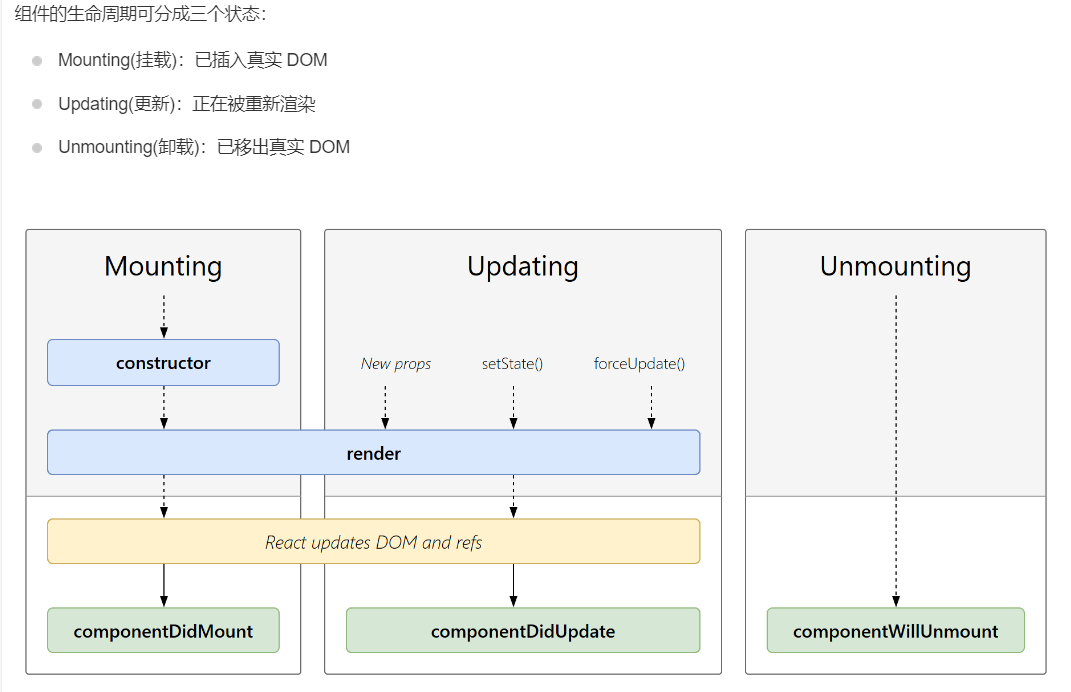 组件的生命周期可分成三个状态：
Mounting(挂载)：已插入真实 DOM
Updating(更新)：正在被重新渲染
Unmounting(卸载)：已移出真实 DOM
Mounting
Updating
Unmounting
constructor
New props
setState()
forceUpdate()
render
React updates DOM and refs
componentDidMount
componentDidUpdate
componentWillUnmount